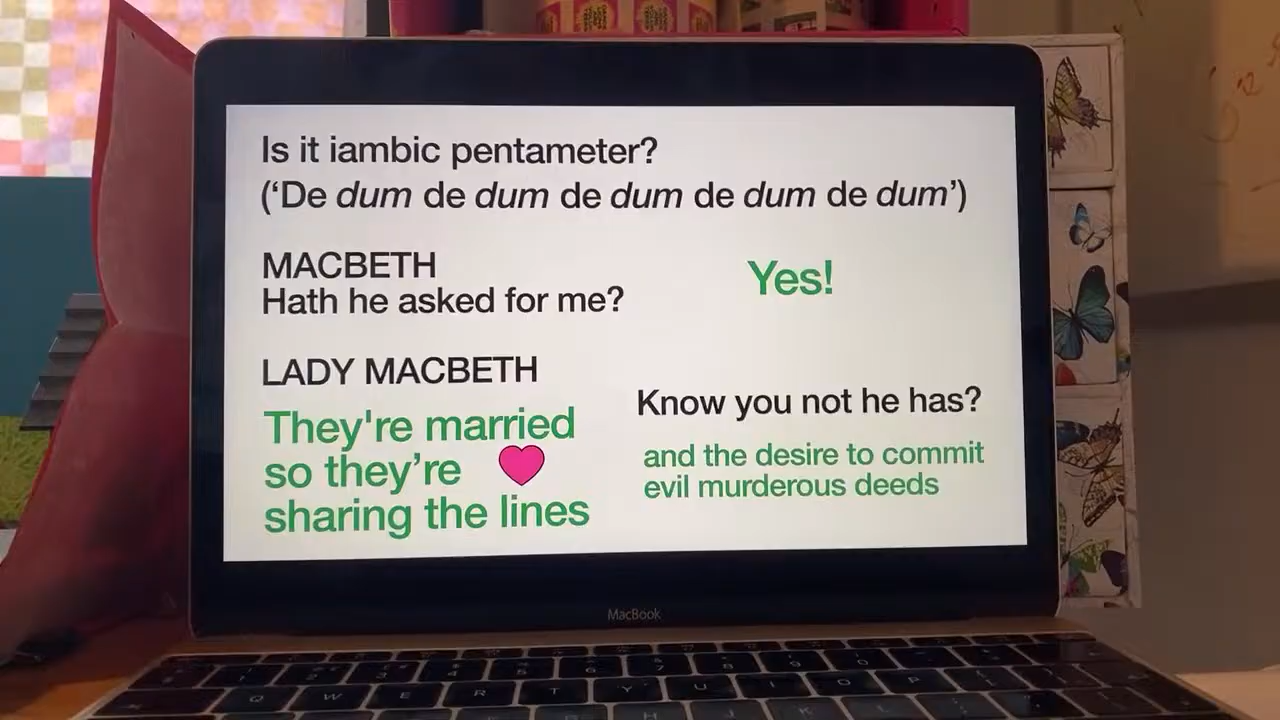 Is it iambic pentameter?
(‘De dum de dum de dum de dum de dum’)
MACBETH
Hath he asked for me?
Yes!
LADY MACBETH
Know you not he has?
They're married
so they’re
sharing the lines
and the desire to commit
evil murderous deeds
MacBook
Q W E R T Y U I O P
H J K L